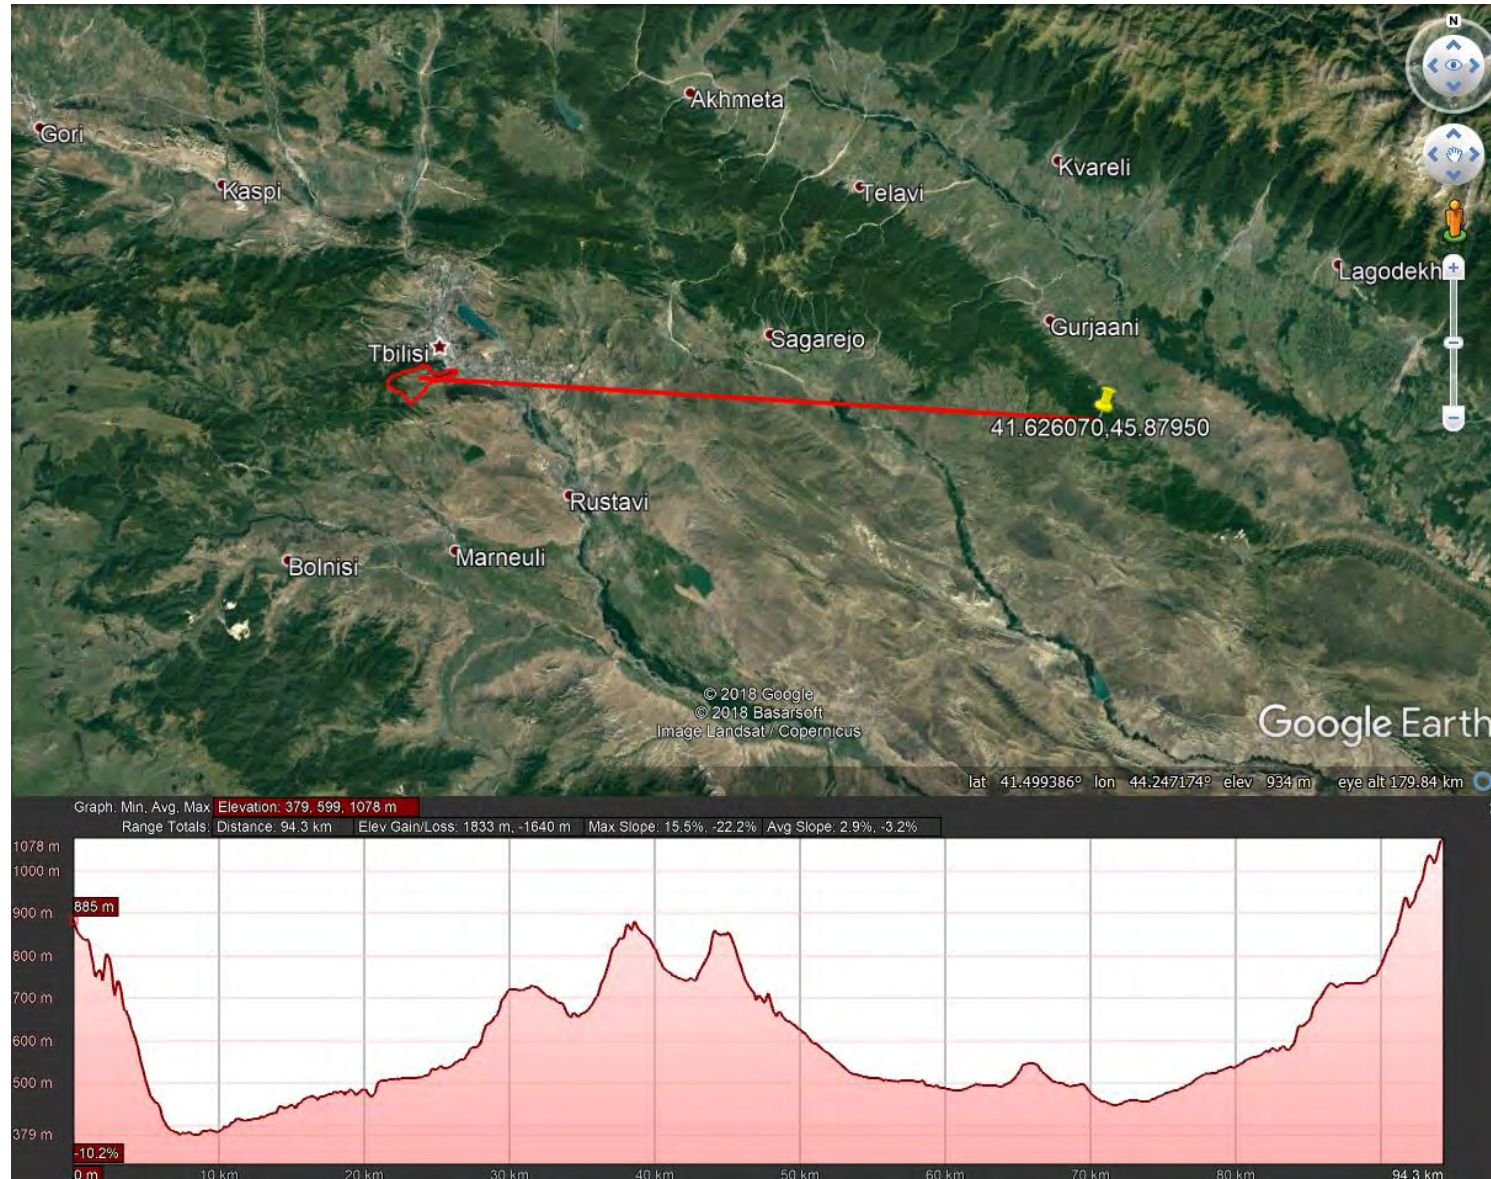 N
Akhmeta
Gori
Kvareli
Kaspi
Telavi
Lagodekh
Gurjaani
Sagarejo
Tbilisi
41.626070,45.87950
Rustavi
Marneuli
Bolnisi
© 2018 Google
© 2018 Basarsoft
Image Landsat / Copernicus
Google Earth
lat 41.499386° lon 44.247174° elev 934 m eye alt 179.84 km
Graph: Min, Avg, Max Elevation: 379, 599, 1078 m
Range Totals: Distance: 94.3 km Elev Gain/Loss: 1833 m, -1640 m Max Slope: 15.5%, -22.2% Avg Slope: 2.9%, -3.2%
1078 m
1000 m
900 m
885 m
800 m
700 m
600 m
500 m
379 m
-10.2%
0 m 10 km 20 km 30 km 40 km 50 km 60 km 70 km 80 km 94.3 km